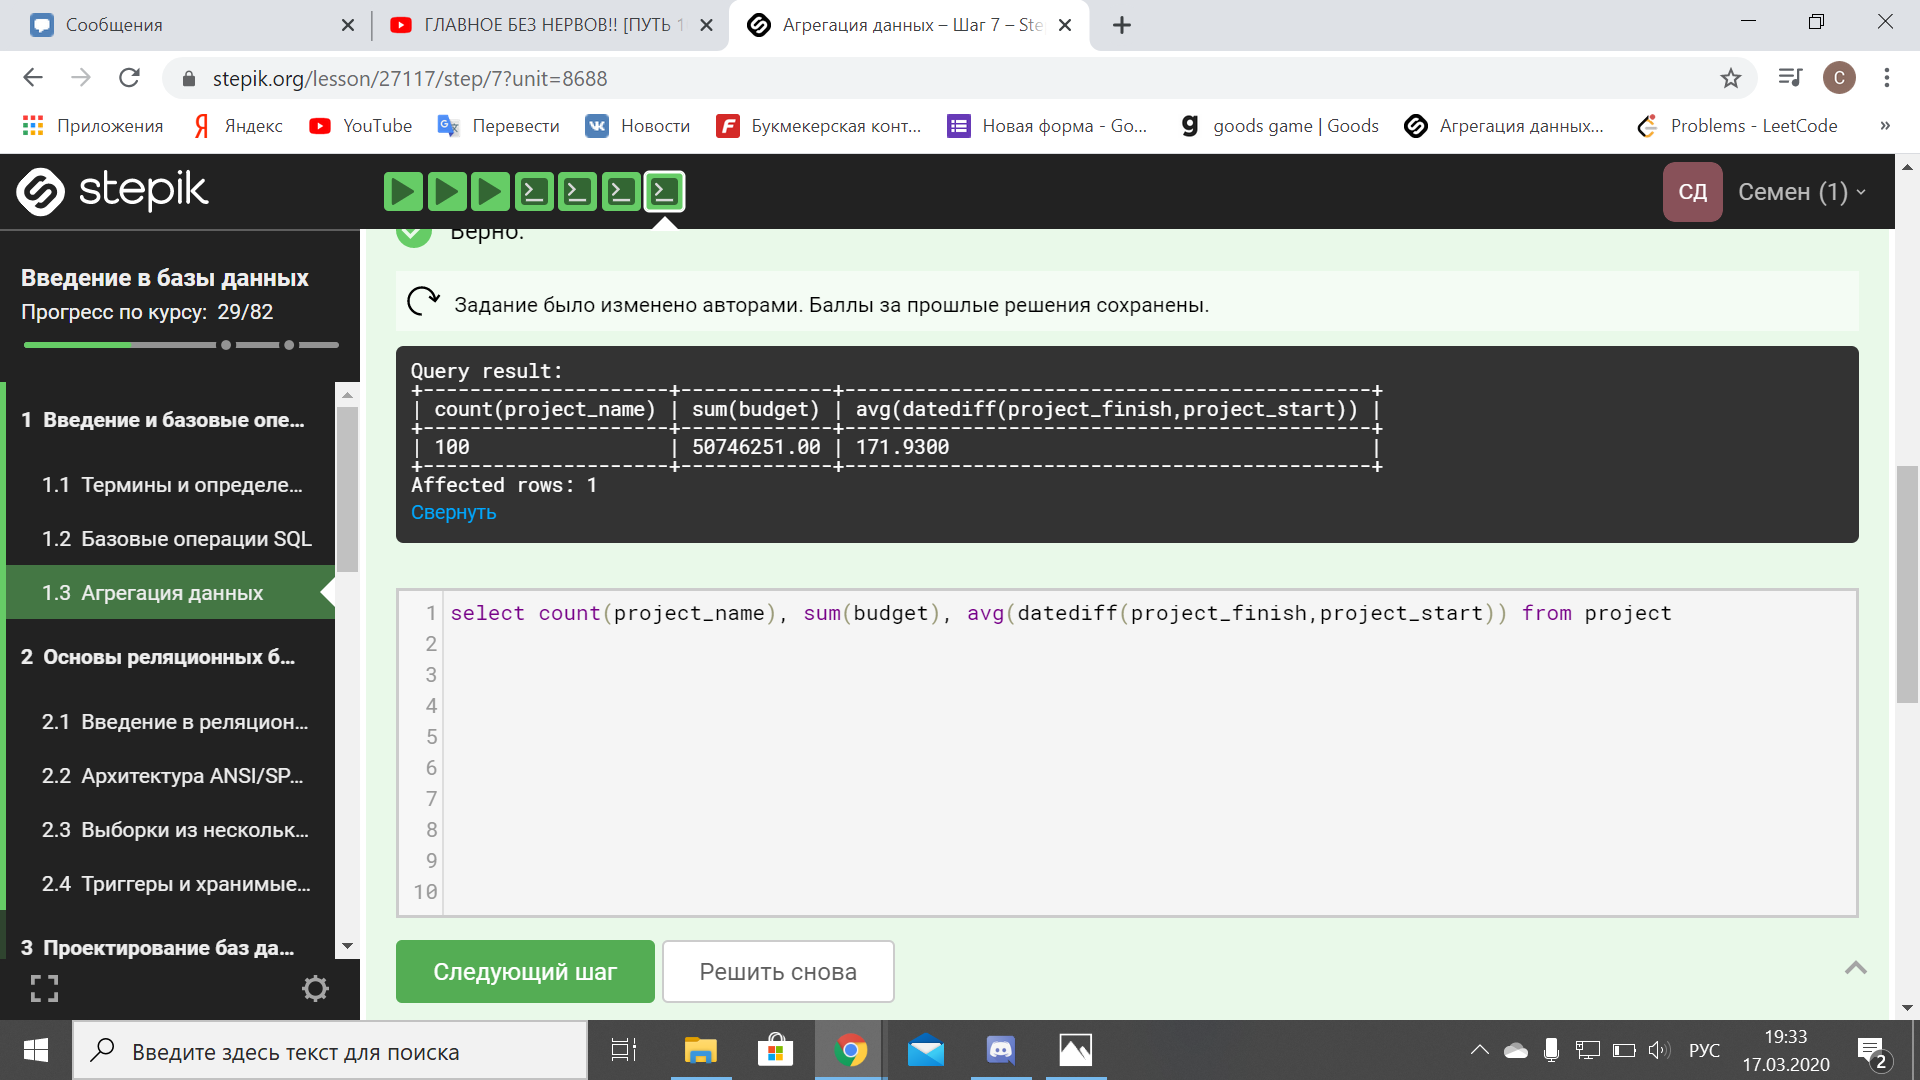 Сообщения
ГЛАВНОЕ БЕЗ НЕРВОВ!! [ПУТЬ 1
Агрегация данных – Шаг 7 – Ste
stepik.org/lesson/27117/step/7?unit=8688
C
Приложения
Яндекс
YouTube
Перевести
Новости
Букмекерская конт...
Новая форма - Go...
goods game | Goods
Агрегация данных...
Problems - LeetCode
»
stepik
СД
Семен (1)
Введение в базы данных
Прогресс по курсу: 29/82
1 Введение и базовые опе...
1.1 Термины и определе...
1.2 Базовые операции SQL
1.3 Агрегация данных
2 Основы реляционных б...
2.1 Введение в реляцион...
2.2 Архитектура ANSI/SP...
2.3 Выборки из нескольк...
2.4 Триггеры и хранимые...
3 Проектирование баз да...
Верно.
Задание было изменено авторами. Баллы за прошлые решения сохранены.
Query result:
+---------------------+-------------+---------------------------------------------+
| count(project_name) | sum(budget) | avg(datediff(project_finish,project_start)) |
+---------------------+-------------+---------------------------------------------+
| 100                 | 50746251.00 | 171.9300                                    |
+---------------------+-------------+---------------------------------------------+
Affected rows: 1
Свернуть
1 select count(project_name), sum(budget), avg(datediff(project_finish,project_start)) from project
2
3
4
5
6
7
8
9
10
Следующий шаг
Решить снова
Введите здесь текст для поиска
РУС
19:33
17.03.2020
2